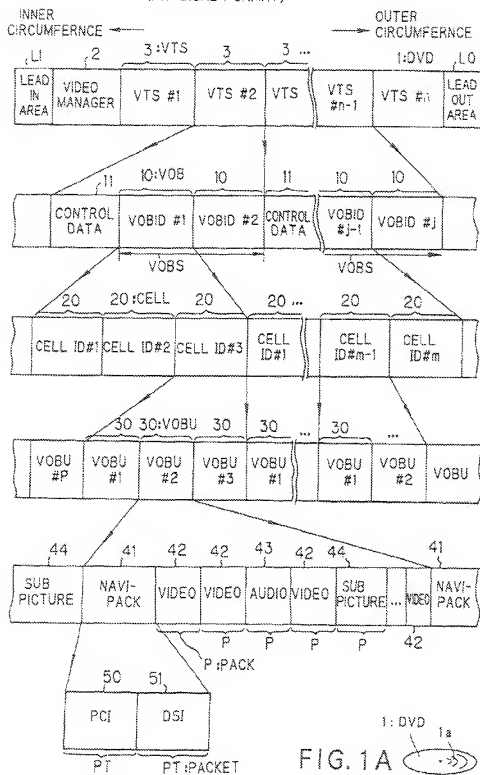 INNER CIRCUMFERNCE
OUTER CIRCUMFERENCE
LI 2 3:VTS 3 3 ... 1:DVD LO
LEAD IN AREA VIDEO MANAGER VTS #1 VTS #2 VTS VTS #n-1 VTS #n LEAD OUT AREA
11 10:VOB 10 11 10 10
CONTROL DATA VOBID #1 VOBID #2 CONTROL DATA VOBID #j-1 VOBID #j
VOBS VOBS
20 20:CELL 20 20 ... 20 20
CELL ID#1 CELL ID#2 CELL ID#3 CELL ID#1 CELL ID#m-1 CELL ID#m
30 30:VOBU 30 30 ... 30 ...
VOBU #P VOBU #1 VOBU #2 VOBU #3 VOBU #1 VOBU #1 VOBU #2 VOBU
44 41 42 42 43 42 44 41
SUB PICTURE NAVI-PACK VIDEO VIDEO AUDIO VIDEO SUB PICTURE ... VIDEO NAVI-PACK
P P P P 42
P:PACK
50 51
PCI DSI
PT PT:PACKET
1:DVD 1a
FIG. 1A